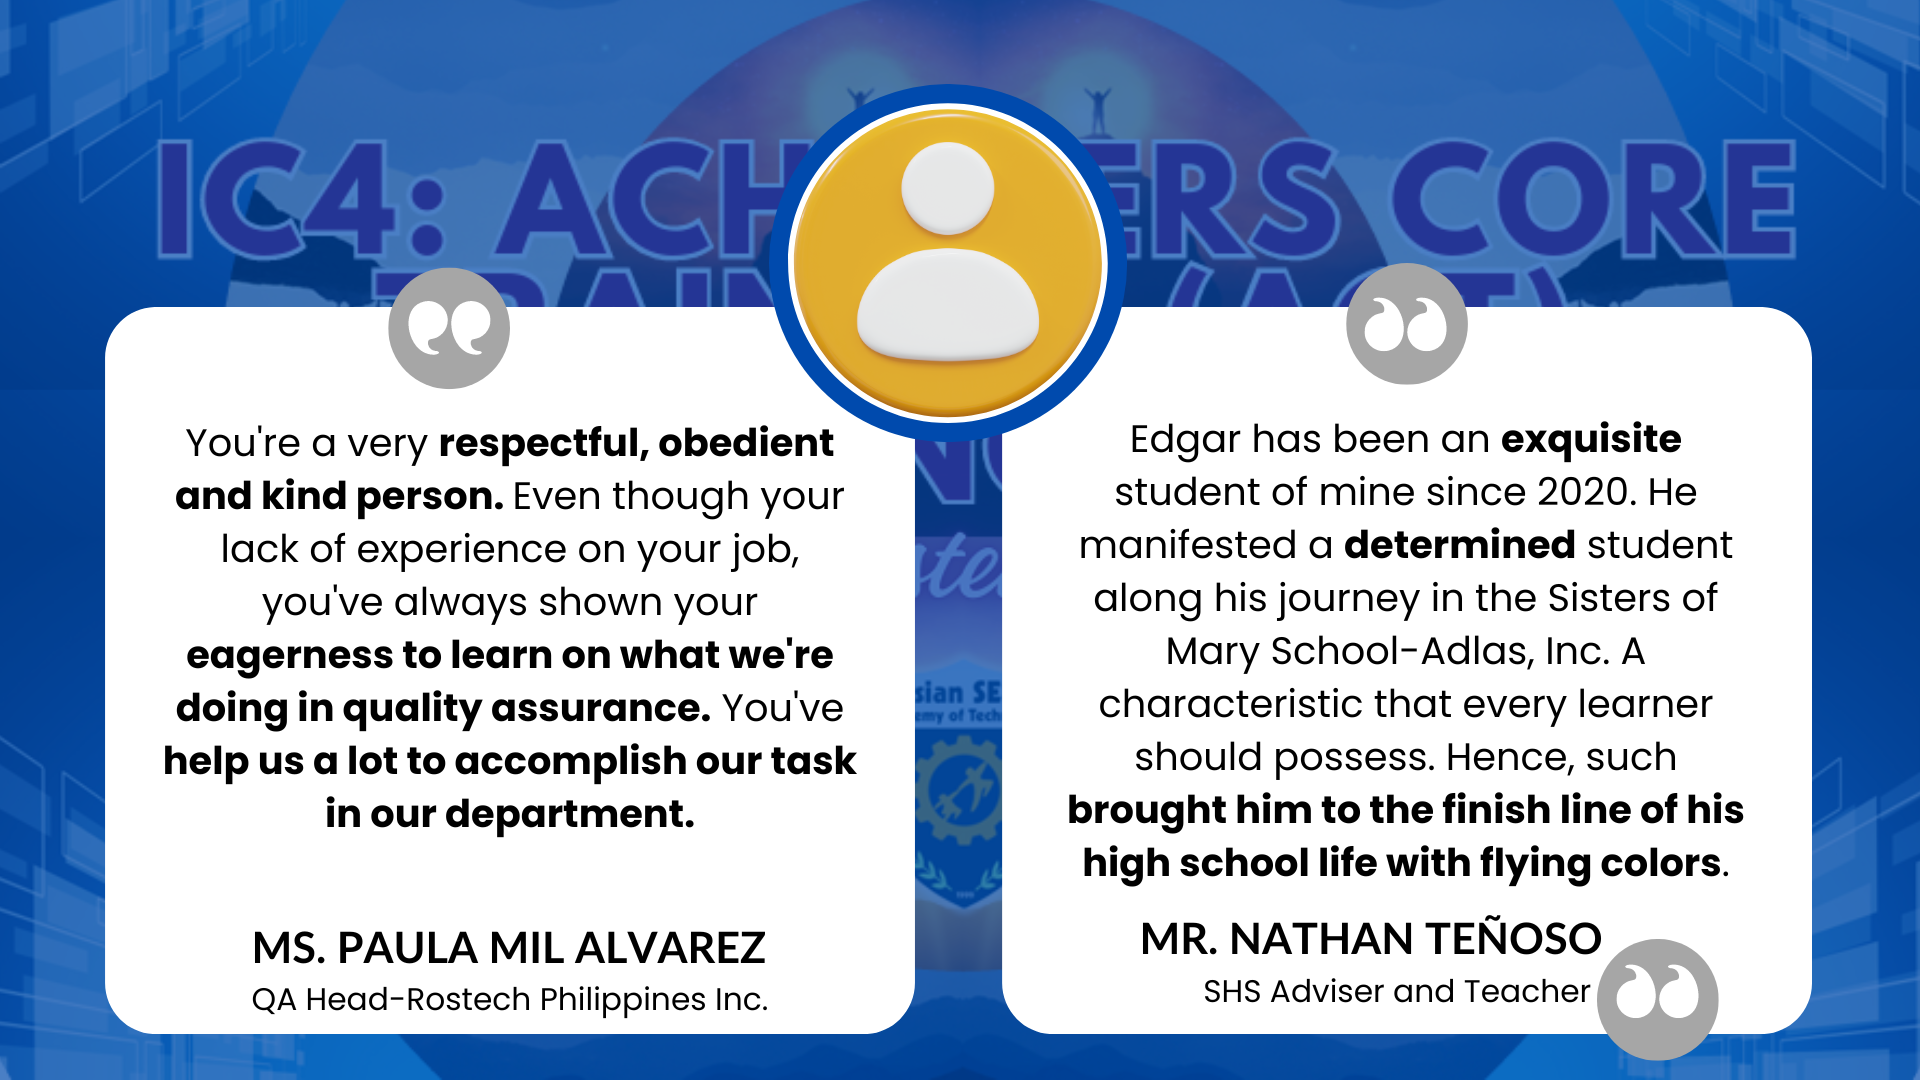 IC4: ACH ERS CORE
You're a very respectful, obedient
and kind person. Even though your
lack of experience on your job,
you've always shown your
eagerness to learn on what we're
doing in quality assurance. You've
help us a lot to accomplish our task
in our department.
MS. PAULA MIL ALVAREZ
QA Head-Rostech Philippines Inc.
Edgar has been an exquisite
student of mine since 2020. He
manifested a determined student
along his journey in the Sisters of
Mary School-Adlas, Inc. A
characteristic that every learner
should possess. Hence, such
brought him to the finish line of his
high school life with flying colors.
MR. NATHAN TEÑOSO
SHS Adviser and Teacher